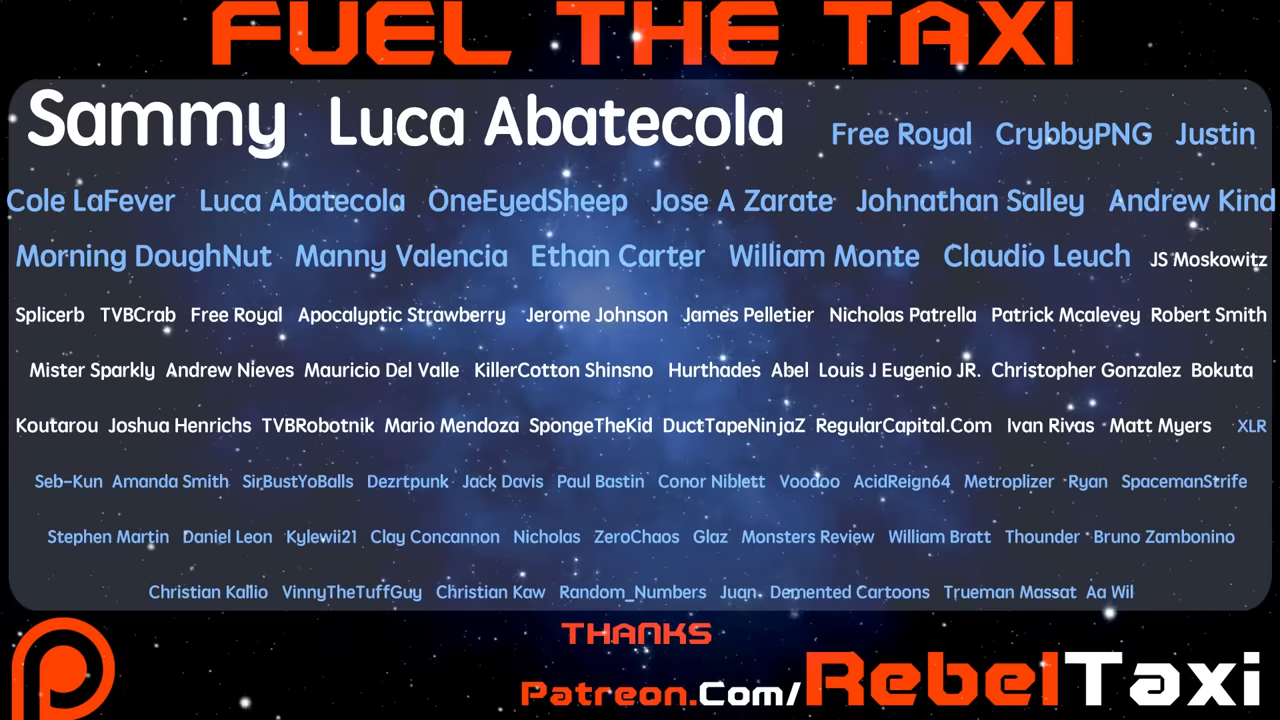 FUEL THE TAXI
Sammy Luca Abatecola Free Royal CrybbyPNG Justin
Cole LaFever Luca Abatecola OneEyedSheep Jose A Zarate Johnathan Salley Andrew Kind
Morning DoughNut Manny Valencia Ethan Carter William Monte Claudio Leuch JS Moskowitz
Splicerb TVBCrab Free Royal Apocalyptic Strawberry Jerome Johnson James Pelletier Nicholas Patrella Patrick Mcalevey Robert Smith
Mister Sparkly Andrew Nieves Mauricio Del Valle KillerCotton Shinsno Hurthades Abel Louis J Eugenio JR. Christopher Gonzalez Bokuta
Koutarou Joshua Henrichs TVBRobotnik Mario Mendoza SpongeTheKid DuctTapeNinjaZ RegularCapital.Com Ivan Rivas Matt Myers XLR
Seb-Kun Amanda Smith SirBustYoBalls Dezrtpunk Jack Davis Paul Bastin Conor Niblett Voodoo AcidReign64 Metroplizer Ryan SpacemanStrife
Stephen Martin Daniel Leon Kylewii21 Clay Concannon Nicholas ZeroChaos Glaz Monsters Review William Bratt Thounder Bruno Zambonino
Christian Kallio VinnyTheTuffGuy Christian Kaw Random_Numbers Juan Demented Cartoons Trueman Massat Aa Wil
THANKS
Patreon.Com/RebelTaxi